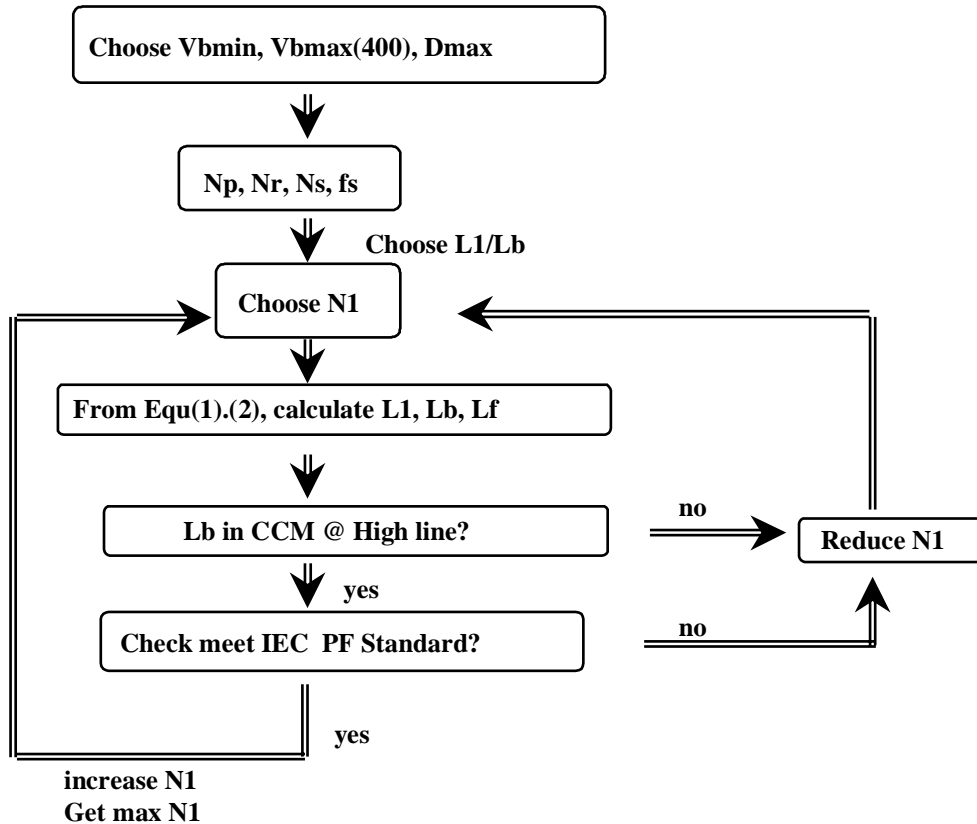 Choose Vbmin, Vbmax(400), Dmax
Np, Nr, Ns, fs
Choose L1/Lb
Choose N1
From Equ(1).(2), calculate L1, Lb, Lf
Lb in CCM @ High line?
no
Reduce N1
yes
Check meet IEC PF Standard?
no
yes
increase N1
Get max N1